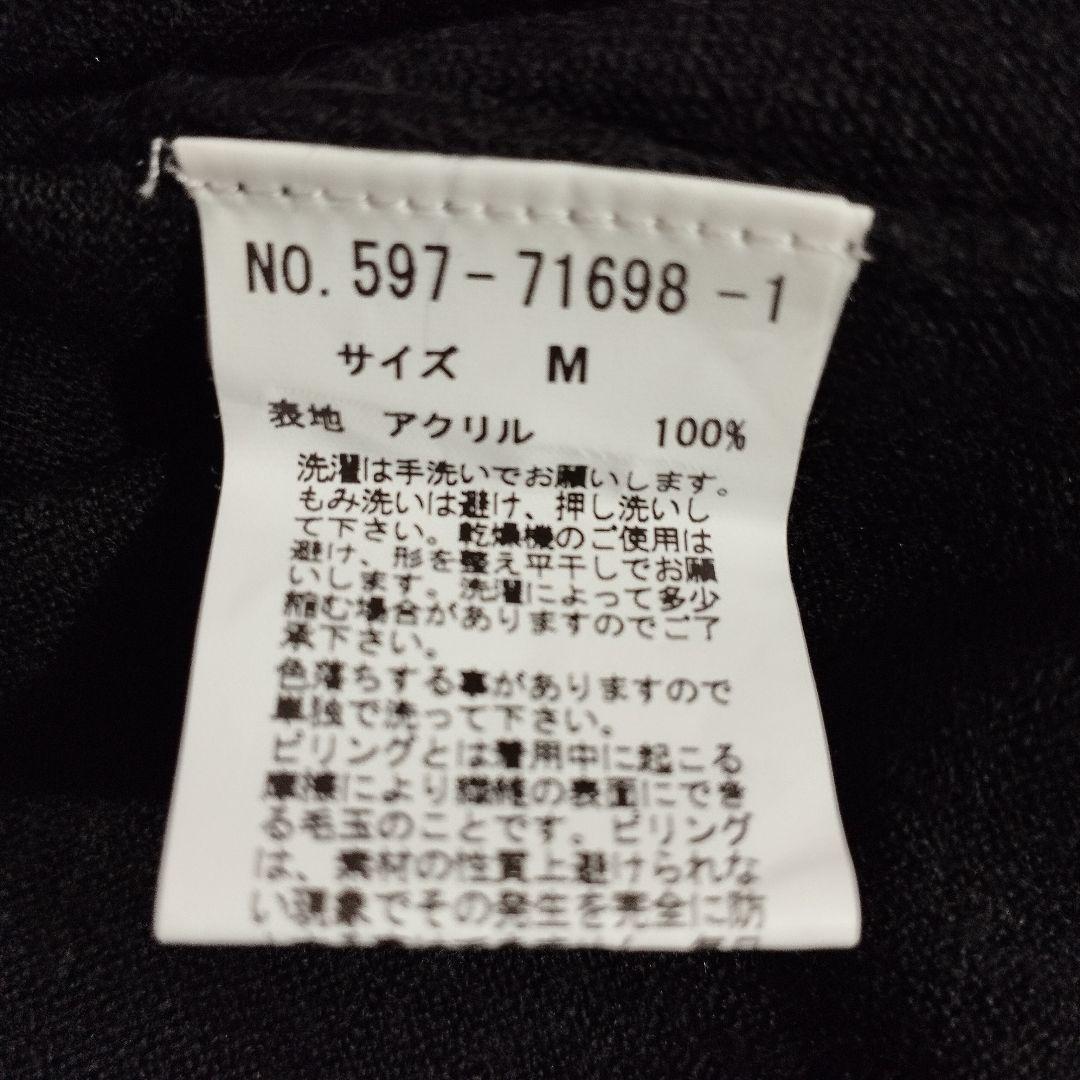 NO. 597-71698-1
サイズ M
表地 アクリル 100%
洗濯は手洗いでお願いします。
もみ洗いは避け、押し洗いし
て下さい。乾燥機のご使用は
避け、形を整え平干しでお願
いします。洗濯によって多少
縮む場合がありますのでご了
承下さい。
色落ちする事がありますので
単独で洗って下さい。
ピリングとは着用中に起こる
摩擦により繊維の表面にでき
る毛玉のことです。ピリング
は、素材の性質上避けられな
い現象でその発生を完全に防